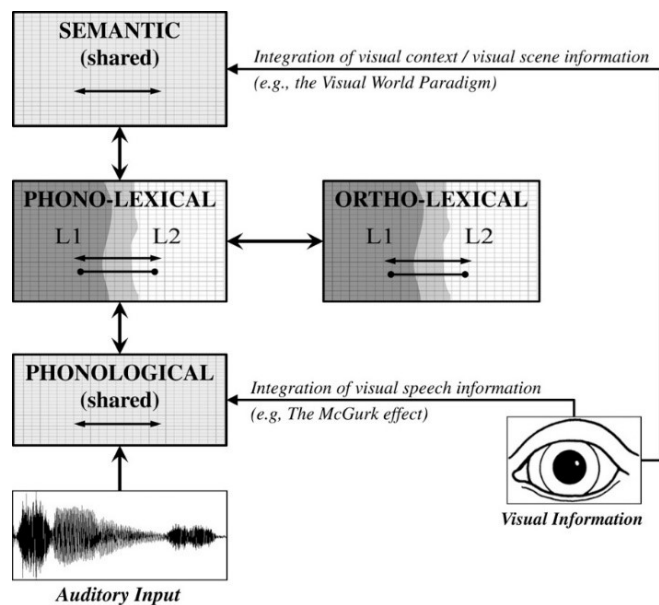 SEMANTIC
(shared)
Integration of visual context / visual scene information
(e.g., the Visual World Paradigm)
PHONO-LEXICAL
L1 L2
ORTHO-LEXICAL
L1 L2
PHONOLOGICAL
(shared)
Integration of visual speech information
(e.g, The McGurk effect)
Visual Information
Auditory Input